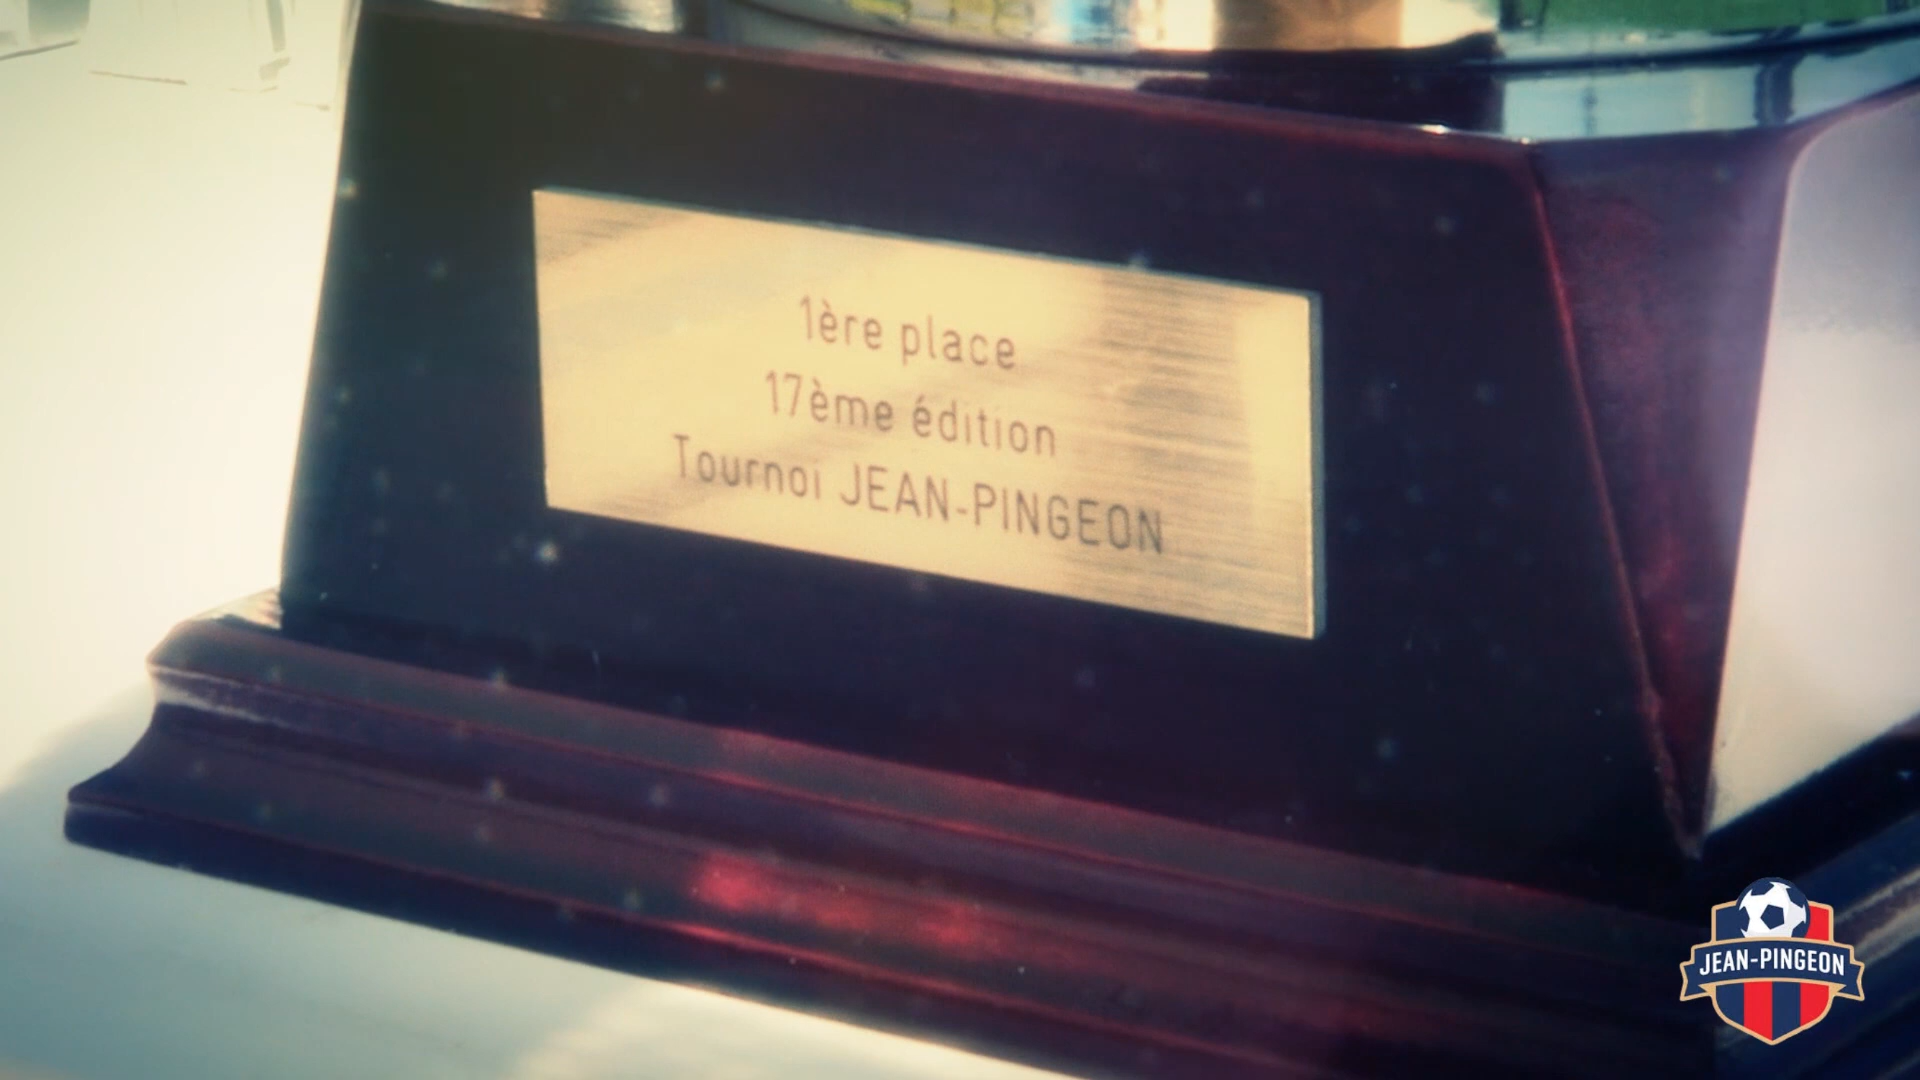 1ère place
17ème édition
Tournoi JEAN-PINGEON
JEAN-PINGEON